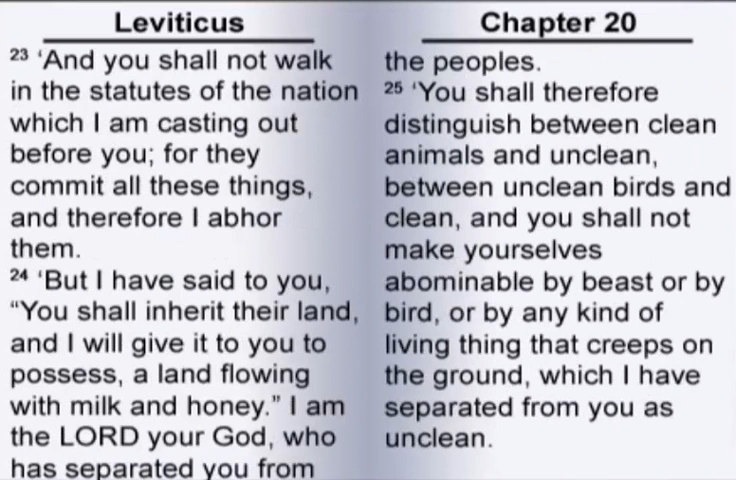 Leviticus
²³ ‘And you shall not walk
in the statutes of the nation
which I am casting out
before you; for they
commit all these things,
and therefore I abhor
them.
²⁴ ‘But I have said to you,
“You shall inherit their land,
and I will give it to you to
possess, a land flowing
with milk and honey.” I am
the LORD your God, who
has separated you from
Chapter 20
the peoples.
²⁵ ‘You shall therefore
distinguish between clean
animals and unclean,
between unclean birds and
clean, and you shall not
make yourselves
abominable by beast or by
bird, or by any kind of
living thing that creeps on
the ground, which I have
separated from you as
unclean.